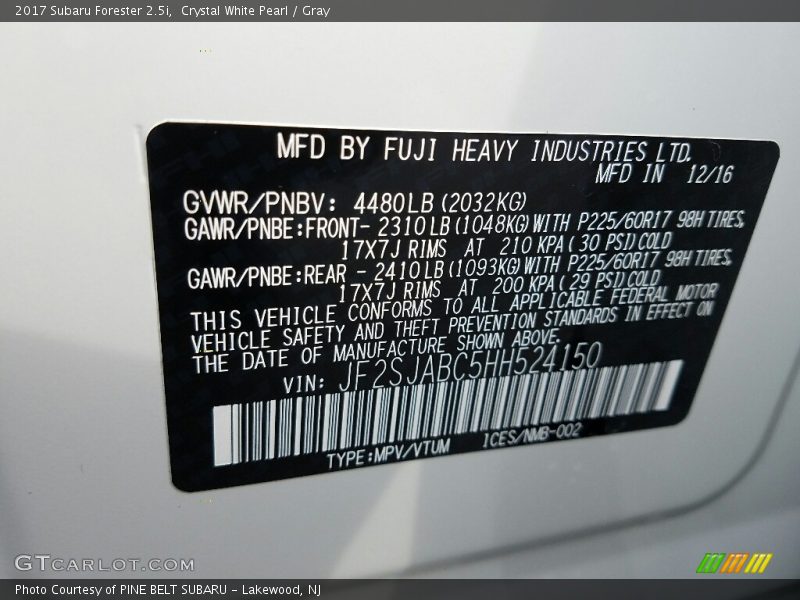 2017 Subaru Forester 2.5i, Crystal White Pearl / Gray
MFD BY FUJI HEAVY INDUSTRIES LTD.
MFD IN 12/16
GVWR/PNBV: 4480LB (2032KG)
GAWR/PNBE:FRONT- 2310LB (1048KG) WITH P225/60R17 98H TIRES,
17X7J RIMS AT 210 KPA ( 30 PSI) COLD
GAWR/PNBE:REAR - 2410LB (1093KG) WITH P225/60R17 98H TIRES,
17X7J RIMS AT 200 KPA ( 29 PSI) COLD
THIS VEHICLE CONFORMS TO ALL APPLICABLE FEDERAL MOTOR
VEHICLE SAFETY AND THEFT PREVENTION STANDARDS IN EFFECT ON
THE DATE OF MANUFACTURE SHOWN ABOVE.
VIN: JF2SJABC5HH524150
TYPE:MPV/VTUM ICES/NMB-002
GTCARLOT.COM
Photo Courtesy of PINE BELT SUBARU - Lakewood, NJ